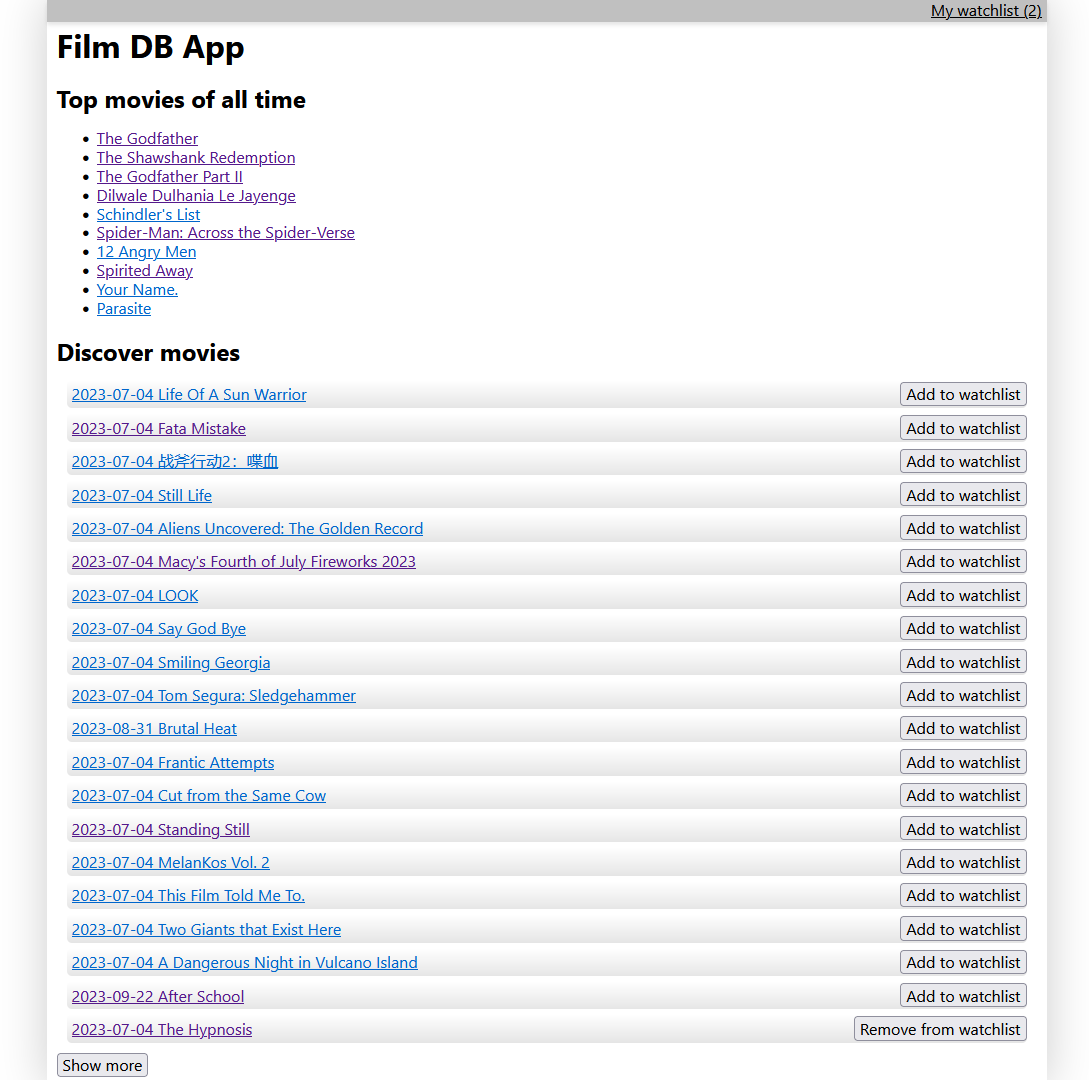 My watchlist (2)
Film DB App
Top movies of all time
The Godfather
The Shawshank Redemption
The Godfather Part II
Dilwale Dulhania Le Jayenge
Schindler's List
Spider-Man: Across the Spider-Verse
12 Angry Men
Spirited Away
Your Name.
Parasite
Discover movies
2023-07-04 Life Of A Sun Warrior Add to watchlist
2023-07-04 Fata Mistake Add to watchlist
2023-07-04 战斧行动2：喋血 Add to watchlist
2023-07-04 Still Life Add to watchlist
2023-07-04 Aliens Uncovered: The Golden Record Add to watchlist
2023-07-04 Macy's Fourth of July Fireworks 2023 Add to watchlist
2023-07-04 LOOK Add to watchlist
2023-07-04 Say God Bye Add to watchlist
2023-07-04 Smiling Georgia Add to watchlist
2023-07-04 Tom Segura: Sledgehammer Add to watchlist
2023-08-31 Brutal Heat Add to watchlist
2023-07-04 Frantic Attempts Add to watchlist
2023-07-04 Cut from the Same Cow Add to watchlist
2023-07-04 Standing Still Add to watchlist
2023-07-04 MelanKos Vol. 2 Add to watchlist
2023-07-04 This Film Told Me To. Add to watchlist
2023-07-04 Two Giants that Exist Here Add to watchlist
2023-07-04 A Dangerous Night in Vulcano Island Add to watchlist
2023-09-22 After School Add to watchlist
2023-07-04 The Hypnosis Remove from watchlist
Show more